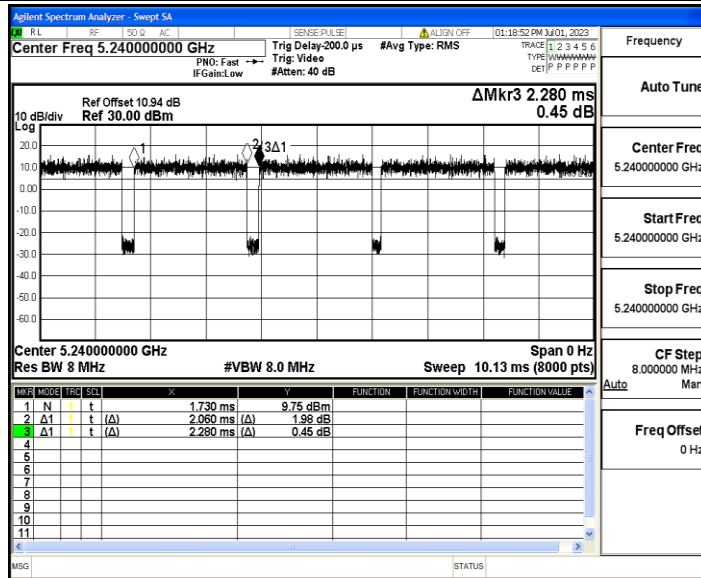 Agilent Spectrum Analyzer - Swept SA
RL RF 50 Ω AC SENSE:PULSE ALIGN OFF 01:18:52 PM Jul 01, 2023
Center Freq 5.240000000 GHz
PNO: Fast
IFGain:Low
Trig Delay-200.0 µs
Trig: Video
#Atten: 40 dB
#Avg Type: RMS
TRACE 1 2 3 4 5 6
TYPE
DET P P P P P P
ΔMkr3 2.280 ms
0.45 dB
Ref Offset 10.94 dB
10 dB/div Ref 30.00 dBm
Log
20.0
10.0
0.00
-10.0
-20.0
-30.0
-40.0
-50.0
-60.0
1
2
3Δ1
Center 5.240000000 GHz Span 0 Hz
Res BW 8 MHz #VBW 8.0 MHz Sweep 10.13 ms (8000 pts)
MKR MODE TRC SCL X Y FUNCTION FUNCTION WIDTH FUNCTION VALUE
1 N 1 t 1.730 ms 9.75 dBm
2 Δ1 1 t (Δ) 2.060 ms (Δ) 1.98 dB
3 Δ1 1 t (Δ) 2.280 ms (Δ) 0.45 dB
4
5
6
7
8
9
10
11
MSG STATUS
Frequency
Auto Tune
Center Freq
5.240000000 GHz
Start Freq
5.240000000 GHz
Stop Freq
5.240000000 GHz
CF Step
8.000000 MHz
Auto Man
Freq Offset
0 Hz